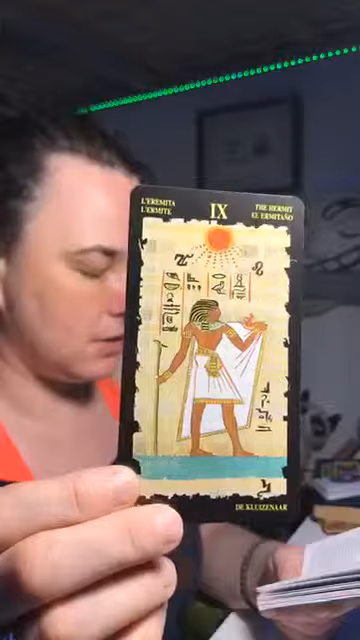 L'EREMITA
L'ERMITE
IX
THE HERMIT
EL ERMITAÑO
DE KLUIZENAAR